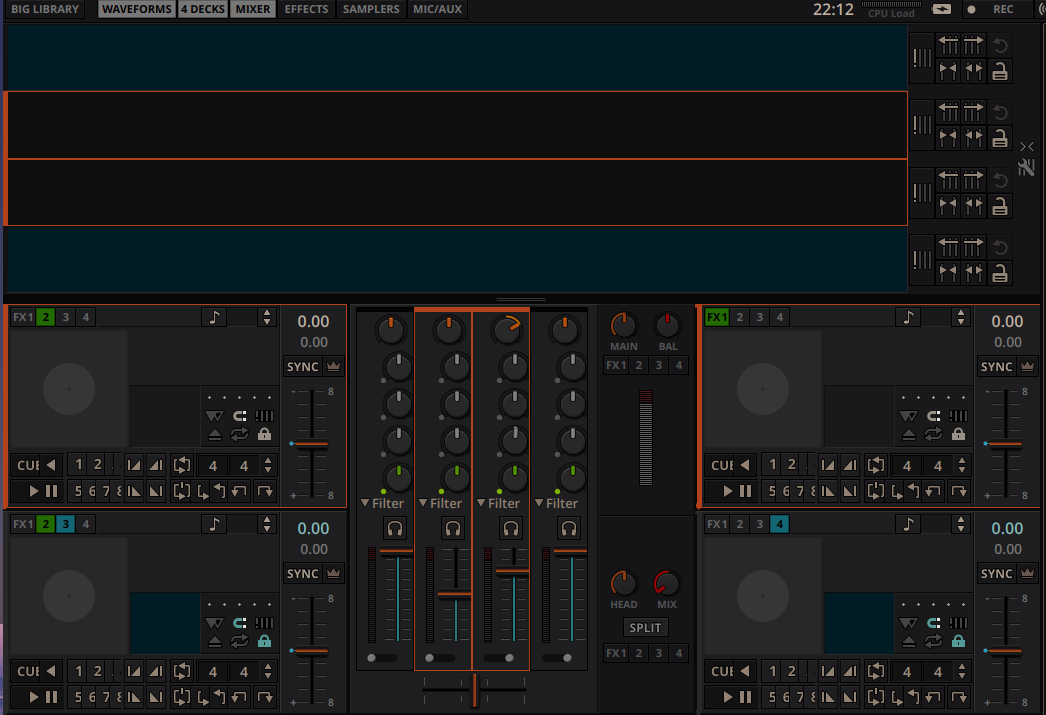 BIG LIBRARY WAVEFORMS 4 DECKS MIXER EFFECTS SAMPLERS MIC/AUX 22:12 CPU Load REC
FX1 2 3 4
0.00
0.00
SYNC
8
CUE 1 2 4 4
5 6 7 8
8
Filter Filter Filter Filter
MAIN BAL
FX1 2 3 4
FX1 2 3 4
0.00
0.00
SYNC
8
CUE 1 2 4 4
5 6 7 8
8
FX1 2 3 4
0.00
0.00
SYNC
8
CUE 1 2 4 4
5 6 7 8
8
HEAD MIX
SPLIT
FX1 2 3 4
FX1 2 3 4
0.00
0.00
SYNC
8
CUE 1 2 4 4
5 6 7 8
8